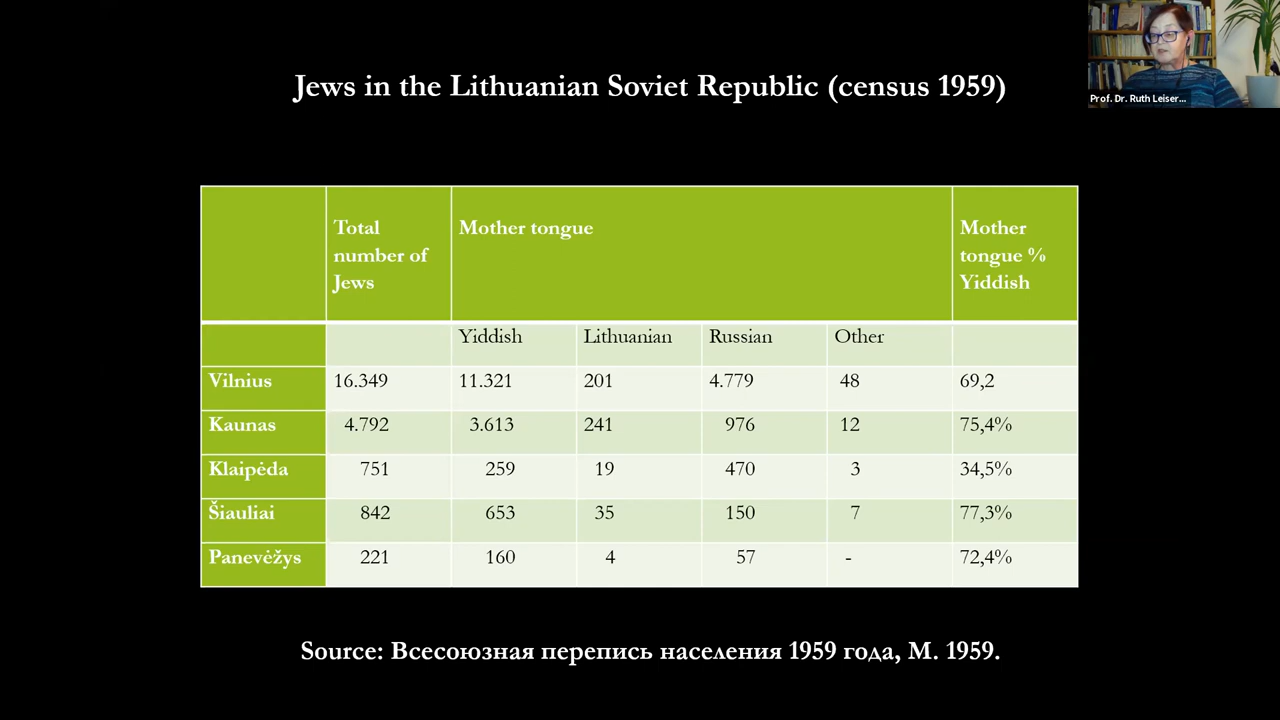 Jews in the Lithuanian Soviet Republic (census 1959)
Prof. Dr. Ruth Leiser...
Total number of Jews Mother tongue Mother tongue % Yiddish
Yiddish Lithuanian Russian Other
Vilnius 16.349 11.321 201 4.779 48 69,2
Kaunas 4.792 3.613 241 976 12 75,4%
Klaipėda 751 259 19 470 3 34,5%
Šiauliai 842 653 35 150 7 77,3%
Panevėžys 221 160 4 57 - 72,4%
Source: Всесоюзная перепись населения 1959 года, М. 1959.